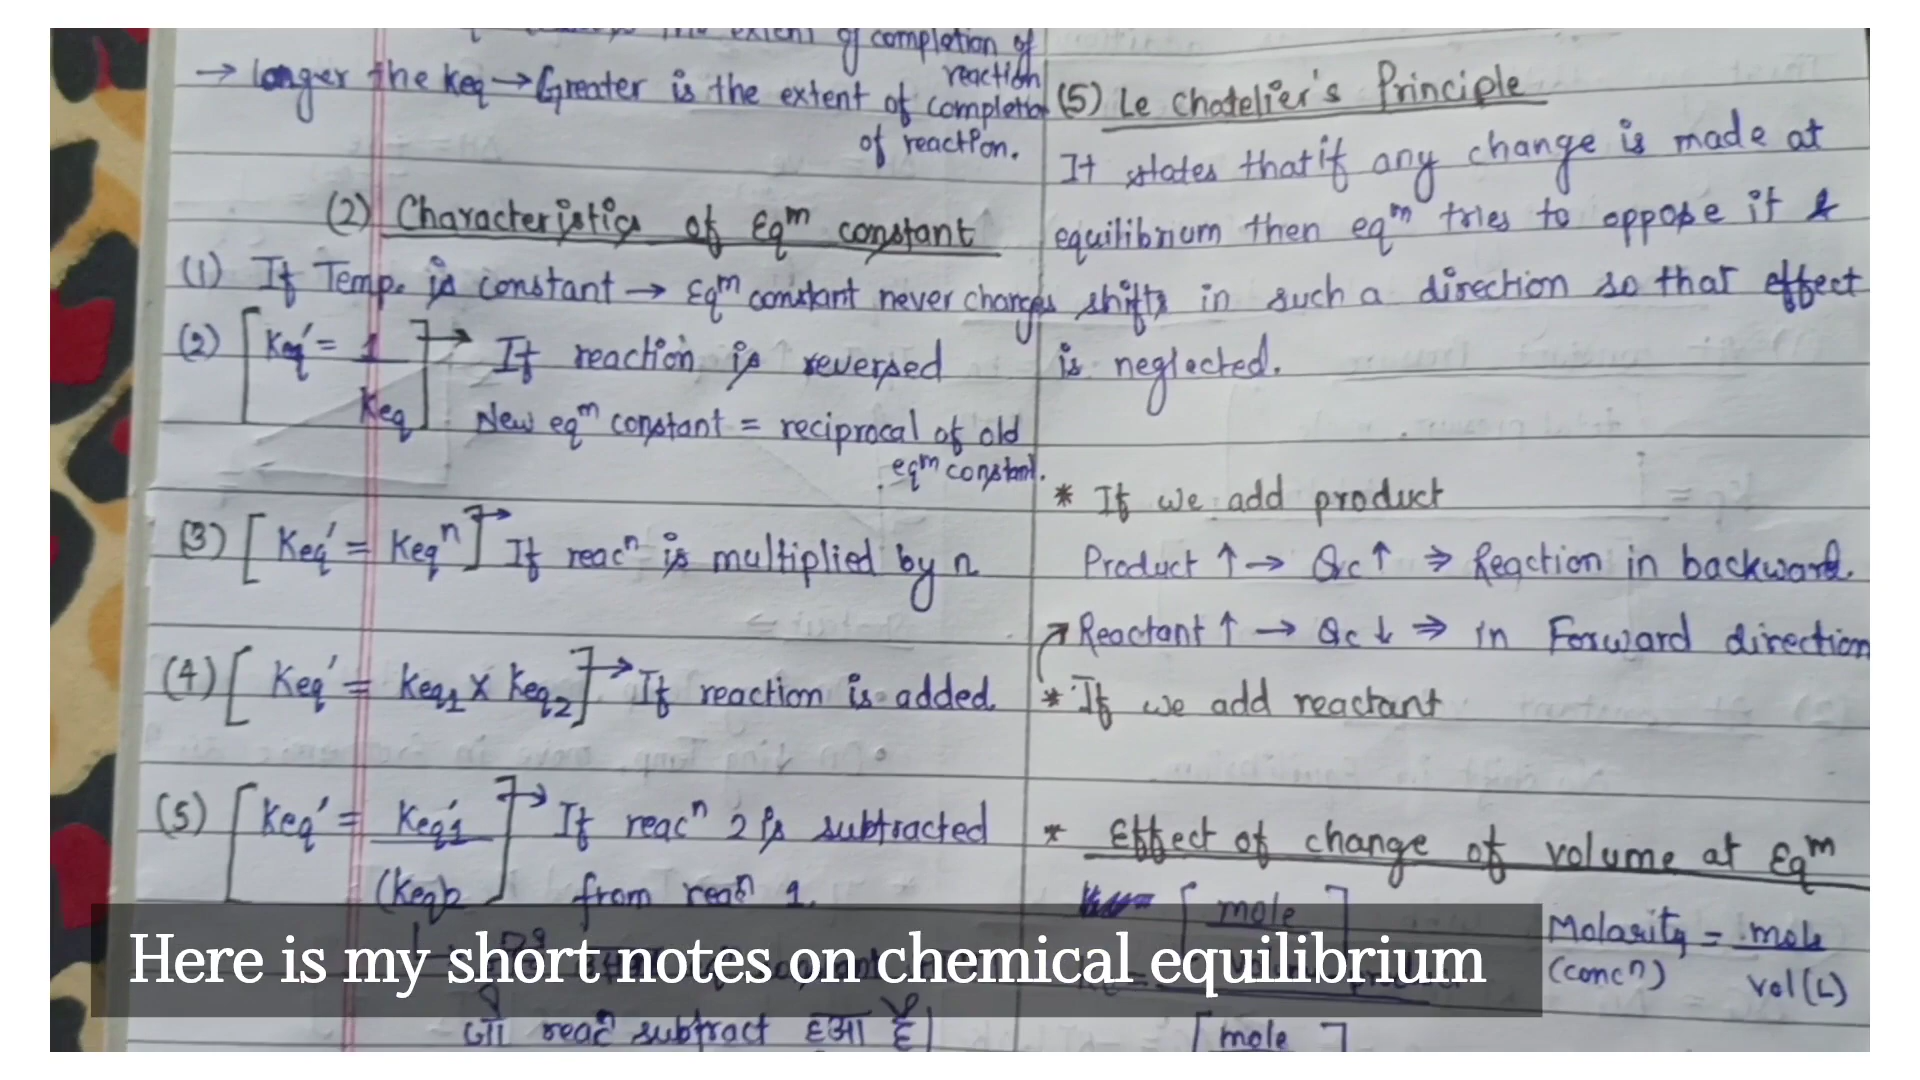 of completion of
reaction
→ longer the Keq → Greater is the extent of completion
of reaction.
(2) Characteristics of Eqᵐ constant
(1) If Temp. is constant → Eqᵐ constant never changes
(2) [Keq' = 1/Keq] → If reaction is reversed
New eqᵐ constant = reciprocal of old
eqᵐ constant.
(3) [Keq' = Keqⁿ] → If reacⁿ is multiplied by n
(4) [Keq' = Keq₁ x Keq₂] → If reaction is added.
(5) [Keq' = Keq'₁ / (Keq)₂] → If reacⁿ 2 is subtracted
from reaⁿ 1.
जो reacⁿ subtract हुआ है।
(5) Le Chatelier's Principle
It states that if any change is made at
equilibrium then eqᵐ tries to oppose it &
shifts in such a direction so that effect
is neglected.
* If we add product
Product ↑ → Qc ↑ ⇒ Reaction in backward.
Reactant ↑ → Qc ↓ ⇒ in Forward direction
* If we add reactant
* Effect of change of volume at Eqᵐ
[mole]
Molarity = mole / vol (L)
(concⁿ)
[mole]
Here is my short notes on chemical equilibrium